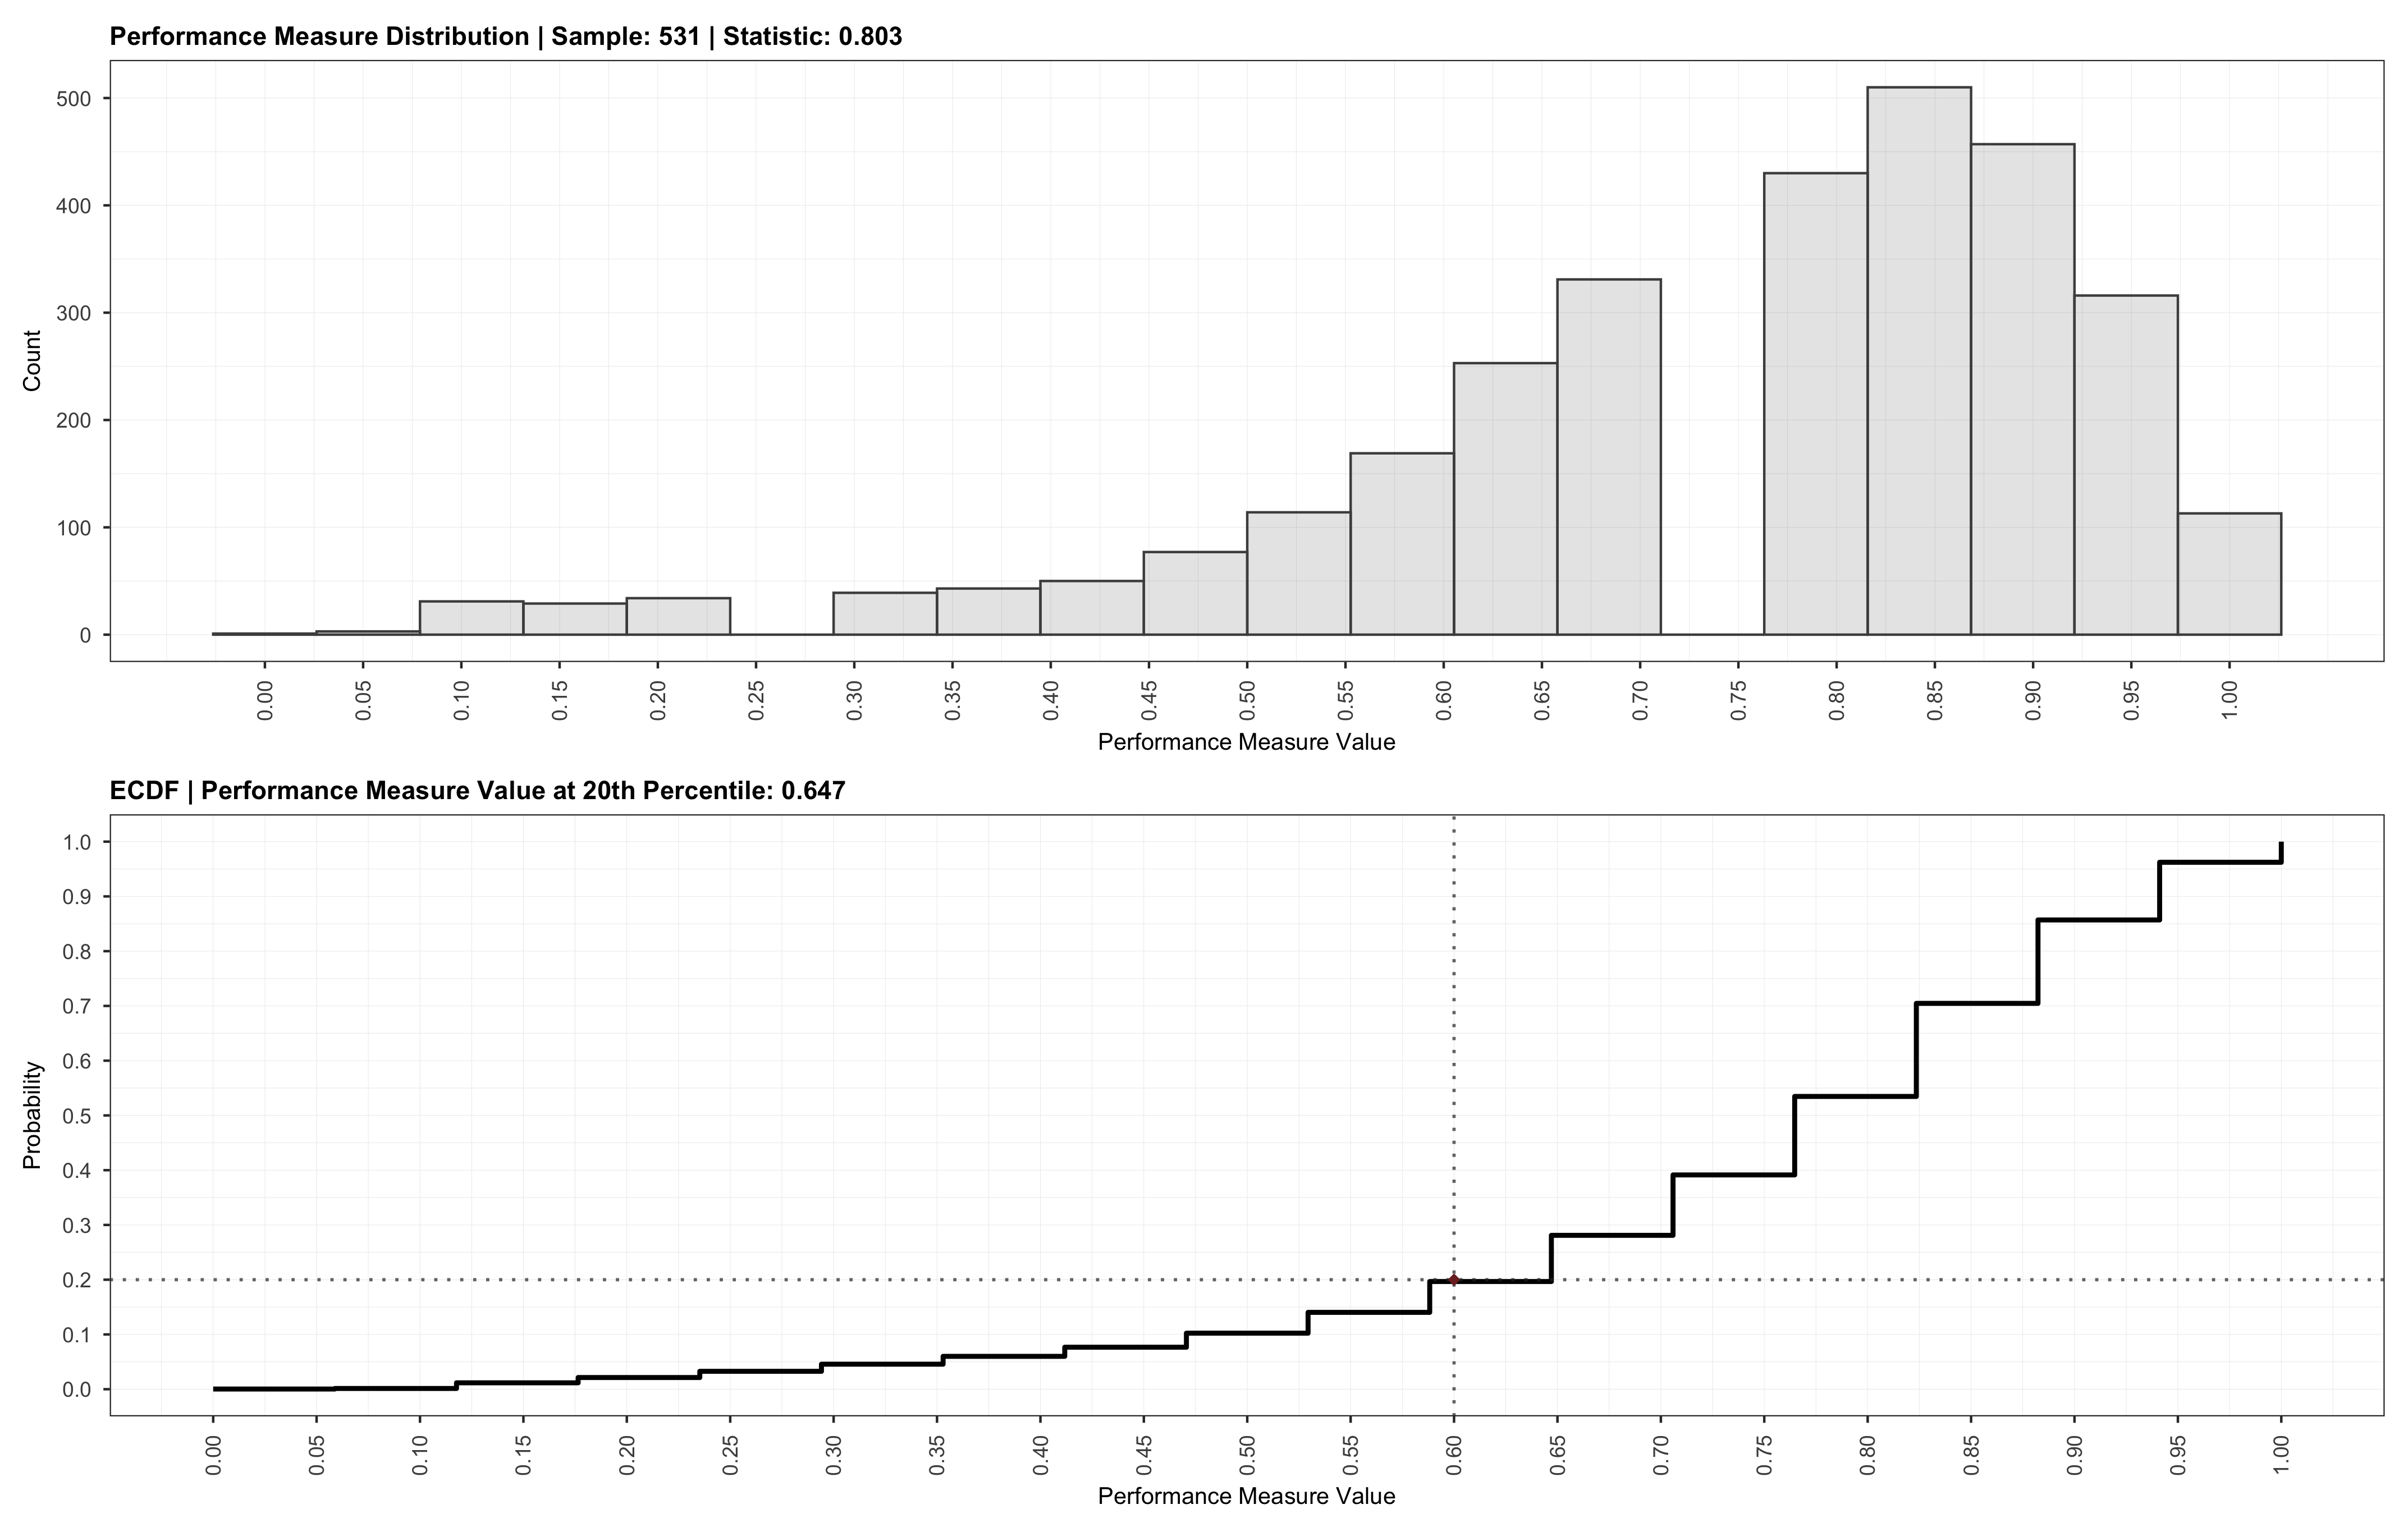 Performance Measure Distribution | Sample: 531 | Statistic: 0.803
500
400
300
200
100
0
Count
0.00 0.05 0.10 0.15 0.20 0.25 0.30 0.35 0.40 0.45 0.50 0.55 0.60 0.65 0.70 0.75 0.80 0.85 0.90 0.95 1.00
Performance Measure Value
ECDF | Performance Measure Value at 20th Percentile: 0.647
1.0
0.9
0.8
0.7
0.6
0.5
0.4
0.3
0.2
0.1
0.0
Probability
0.00 0.05 0.10 0.15 0.20 0.25 0.30 0.35 0.40 0.45 0.50 0.55 0.60 0.65 0.70 0.75 0.80 0.85 0.90 0.95 1.00
Performance Measure Value